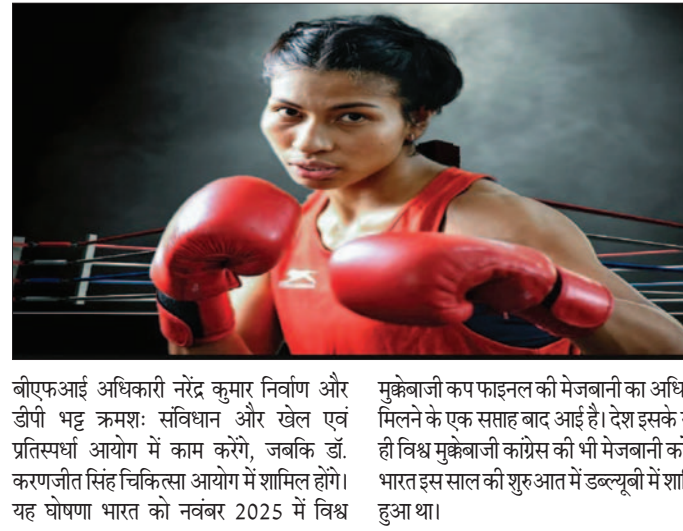 बीएफआई अधिकारी नरेंद्र कुमार निर्वाण और
डीपी भट्ट क्रमशः संविधान और खेल एवं
प्रतिस्पर्धा आयोग में काम करेंगे, जबकि डॉ.
करणजीत सिंह चिकित्सा आयोग में शामिल होंगे।
यह घोषणा भारत को नवंबर 2025 में विश्व
मुक्केबाजी कप फाइनल की मेजबानी का
मिलने के एक सप्ताह बाद आई है। देश इसके
ही विश्व मुक्केबाजी कांग्रेस की भी मेजबानी
भारत इस साल की शुरुआत में डब्ल्यूबी में
हुआ था।